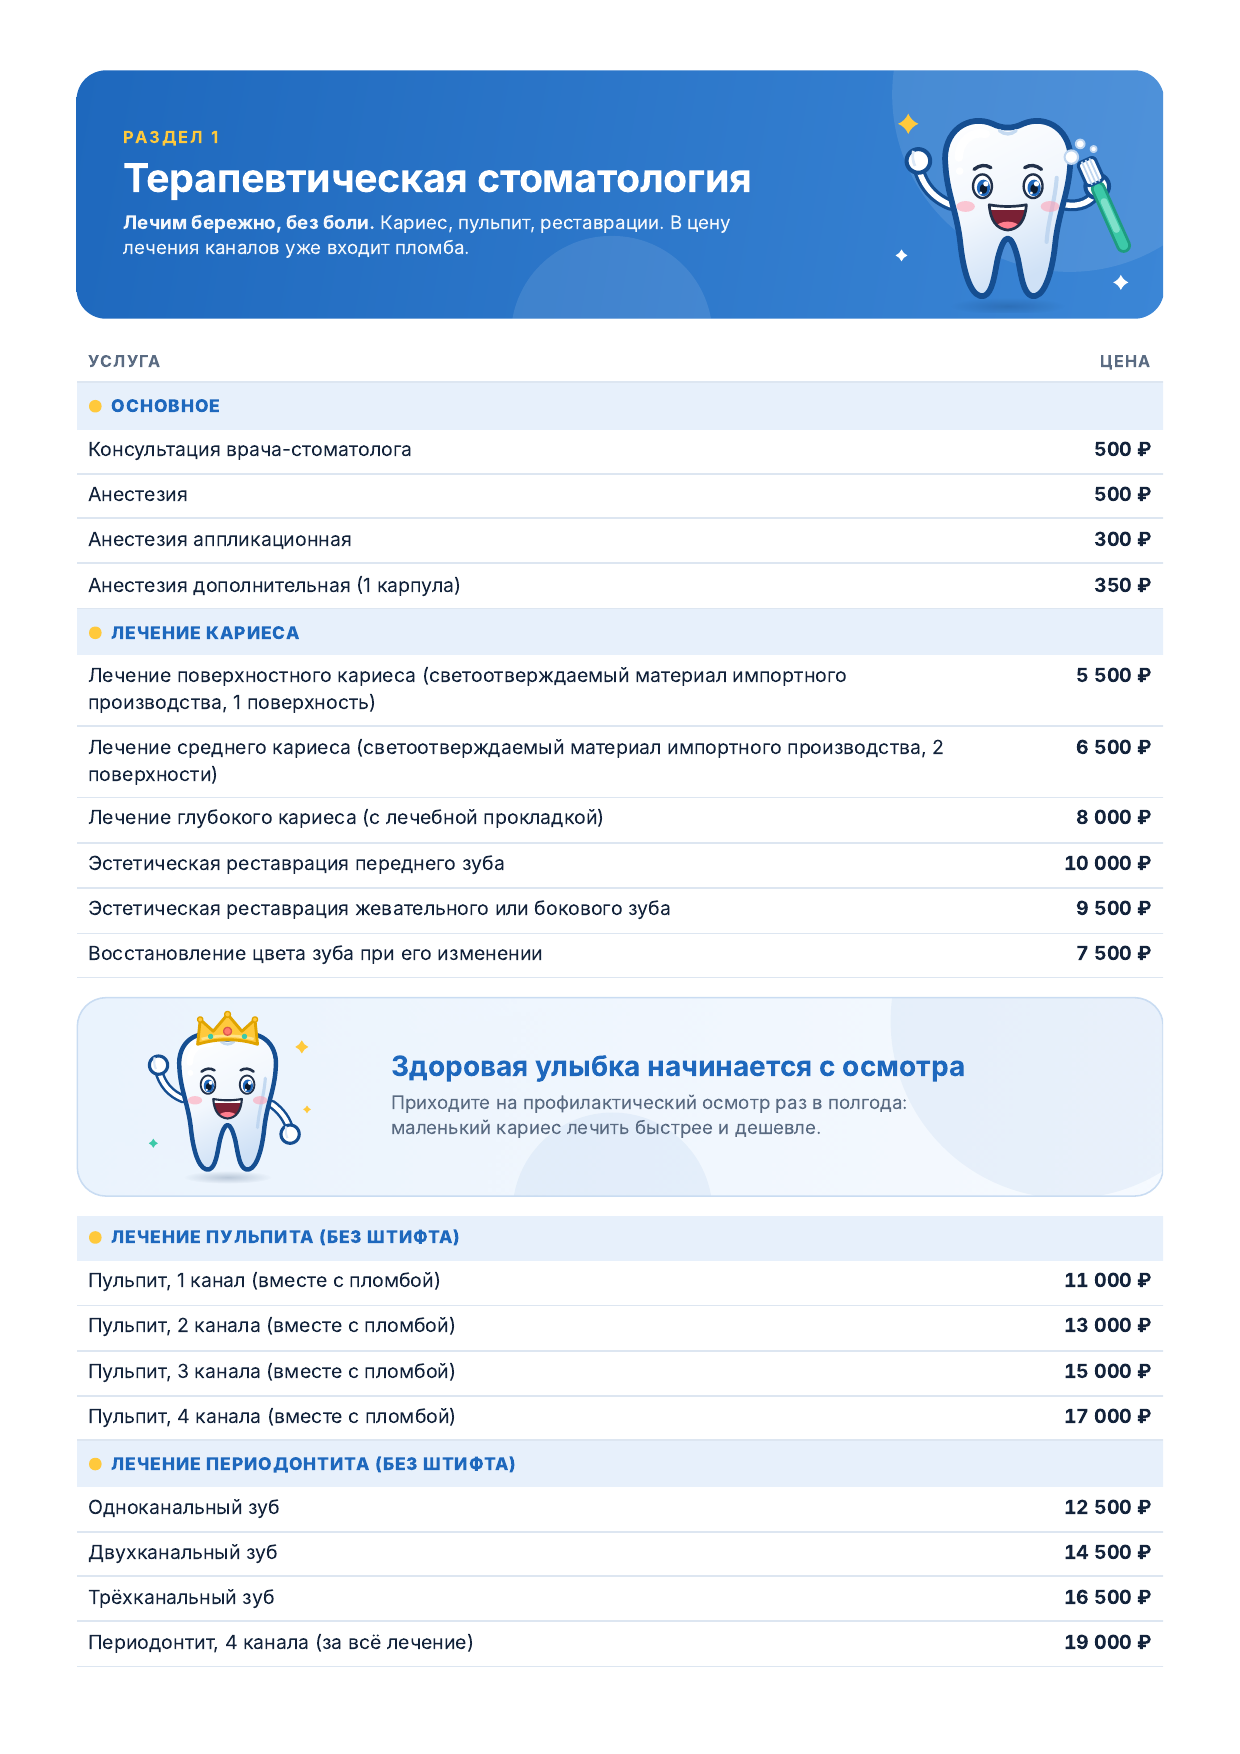 РАЗДЕЛ 1
Терапевтическая стоматология
Лечим бережно, без боли. Кариес, пульпит, реставрации. В цену
лечения каналов уже входит пломба.
УСЛУГА ЦЕНА
ОСНОВНОЕ
Консультация врача-стоматолога 500 ₽
Анестезия 500 ₽
Анестезия аппликационная 300 ₽
Анестезия дополнительная (1 карпула) 350 ₽
ЛЕЧЕНИЕ КАРИЕСА
Лечение поверхностного кариеса (светоотверждаемый материал импортного 5 500 ₽
производства, 1 поверхность)
Лечение среднего кариеса (светоотверждаемый материал импортного производства, 2 6 500 ₽
поверхности)
Лечение глубокого кариеса (с лечебной прокладкой) 8 000 ₽
Эстетическая реставрация переднего зуба 10 000 ₽
Эстетическая реставрация жевательного или бокового зуба 9 500 ₽
Восстановление цвета зуба при его изменении 7 500 ₽
Здоровая улыбка начинается с осмотра
Приходите на профилактический осмотр раз в полгода:
маленький кариес лечить быстрее и дешевле.
ЛЕЧЕНИЕ ПУЛЬПИТА (БЕЗ ШТИФТА)
Пульпит, 1 канал (вместе с пломбой) 11 000 ₽
Пульпит, 2 канала (вместе с пломбой) 13 000 ₽
Пульпит, 3 канала (вместе с пломбой) 15 000 ₽
Пульпит, 4 канала (вместе с пломбой) 17 000 ₽
ЛЕЧЕНИЕ ПЕРИОДОНТИТА (БЕЗ ШТИФТА)
Одноканальный зуб 12 500 ₽
Двухканальный зуб 14 500 ₽
Трёхканальный зуб 16 500 ₽
Периодонтит, 4 канала (за всё лечение) 19 000 ₽